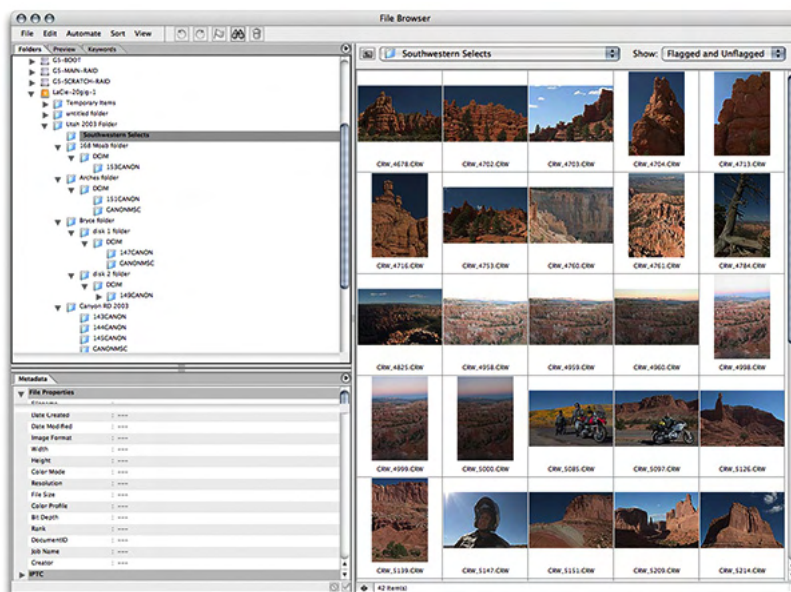 File Browser
File Edit Automate Sort View
Folders Preview Keywords
G5-BOOT
G5-MAIN-RAID
G5-SCRATCH-RAID
LaCie-20gig-1
Temporary Items
untitled folder
Utah 2003 Folder
Southwestern Selects
168 Moab folder
DCIM
153CANON
Arches folder
DCIM
151CANON
CANONMSC
Bryce folder
disk 1 folder
DCIM
147CANON
CANONMSC
disk 2 folder
DCIM
149CANON
Canyon RD 2003
143CANON
144CANON
145CANON
CANONMSC
Metadata
File Properties
Filename
Date Created : ---
Date Modified : ---
Image Format : ---
Width : ---
Height : ---
Color Mode : ---
Resolution : ---
File Size : ---
Color Profile : ---
Bit Depth : ---
Rank : ---
DocumentID : ---
Job Name : ---
Creator : ---
IPTC
Southwestern Selects Show: Flagged and Unflagged
CRW_4678.CRW CRW_4702.CRW CRW_4703.CRW CRW_4704.CRW CRW_4713.CRW
CRW_4716.CRW CRW_4753.CRW CRW_4760.CRW CRW_4761.CRW CRW_4784.CRW
CRW_4825.CRW CRW_4958.CRW CRW_4959.CRW CRW_4960.CRW CRW_4998.CRW
CRW_4999.CRW CRW_5000.CRW CRW_5085.CRW CRW_5097.CRW CRW_5126.CRW
CRW_5139.CRW CRW_5147.CRW CRW_5151.CRW CRW_5209.CRW CRW_5214.CRW
42 Item(s)